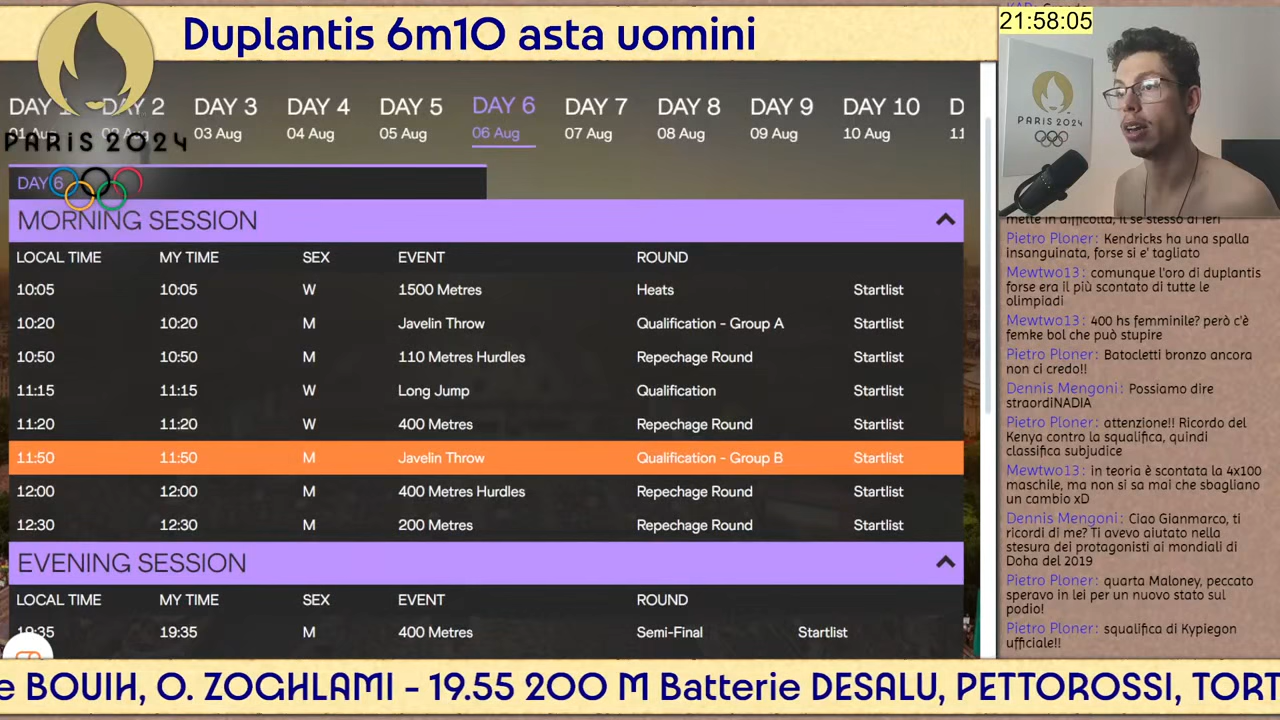 Duplantis 6m10 asta uomini
21:58:05
PARIS 2024
PARIS 2024
DAY 2 DAY 3 DAY 4 DAY 5 DAY 6 DAY 7 DAY 8 DAY 9 DAY 10 D
03 Aug 04 Aug 05 Aug 06 Aug 07 Aug 08 Aug 09 Aug 10 Aug 11
DAY 6
MORNING SESSION
LOCAL TIME MY TIME SEX EVENT ROUND
10:05 10:05 W 1500 Metres Heats Startlist
10:20 10:20 M Javelin Throw Qualification - Group A Startlist
10:50 10:50 M 110 Metres Hurdles Repechage Round Startlist
11:15 11:15 W Long Jump Qualification Startlist
11:20 11:20 W 400 Metres Repechage Round Startlist
11:50 11:50 M Javelin Throw Qualification - Group B Startlist
12:00 12:00 M 400 Metres Hurdles Repechage Round Startlist
12:30 12:30 M 200 Metres Repechage Round Startlist
EVENING SESSION
LOCAL TIME MY TIME SEX EVENT ROUND
19:35 19:35 M 400 Metres Semi-Final Startlist
mette in difficoltà, il se stesso di ieri
Pietro Ploner: Kendricks ha una spalla
insanguinata, forse si e' tagliato
Mewtwo13: comunque l'oro di duplantis
forse era il più scontato di tutte le
olimpiadi
Mewtwo13: 400 hs femminile? però c'è
femke bol che può stupire
Pietro Ploner: Batocletti bronzo ancora
non ci credo!!
Dennis Mengoni: Possiamo dire
straordiNADIA
Pietro Ploner: attenzione!! Ricordo del
Kenya contro la squalifica, quindi
classifica subjudice
Mewtwo13: in teoria è scontata la 4x100
maschile, ma non si sa mai che sbagliano
un cambio xD
Dennis Mengoni: Ciao Gianmarco, ti
ricordi di me? Ti avevo aiutato nella
stesura dei protagonisti ai mondiali di
Doha del 2019
Pietro Ploner: quarta Maloney, peccato
speravo in lei per un nuovo stato sul
podio!
Pietro Ploner: squalifica di Kypiegon
ufficiale!!
e BOUIH, O. ZOGHLAMI - 19.55 200 M Batterie DESALU, PETTOROSSI, TORT